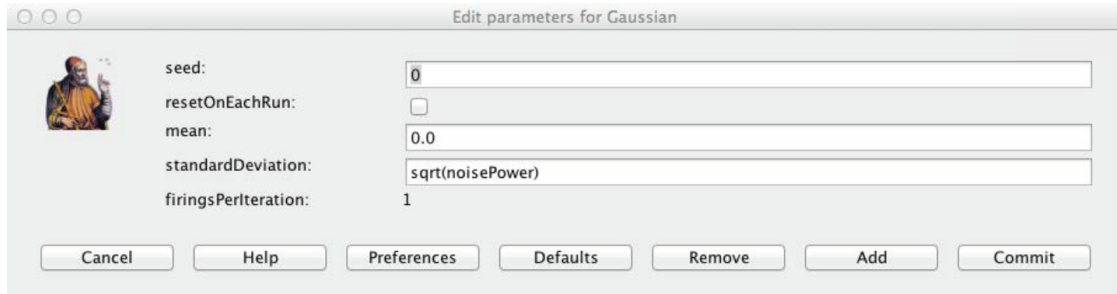 Edit parameters for Gaussian
seed: 0
resetOnEachRun:
mean: 0.0
standardDeviation: sqrt(noisePower)
firingsPerIteration: 1
Cancel Help Preferences Defaults Remove Add Commit